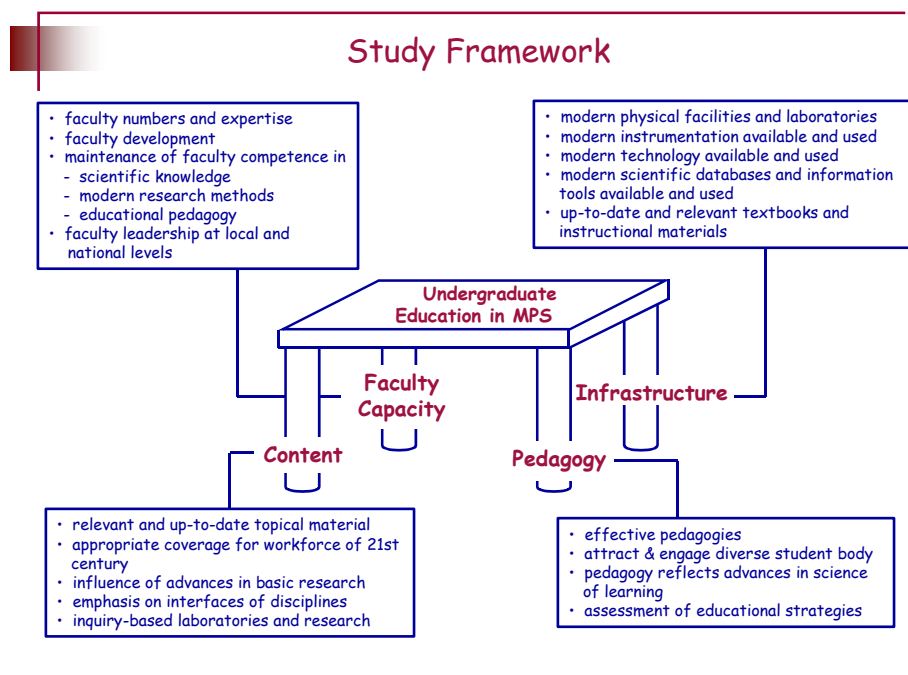 Study Framework
• faculty numbers and expertise
• faculty development
• maintenance of faculty competence in
- scientific knowledge
- modern research methods
- educational pedagogy
• faculty leadership at local and
national levels
• modern physical facilities and laboratories
• modern instrumentation available and used
• modern technology available and used
• modern scientific databases and information
tools available and used
• up-to-date and relevant textbooks and
instructional materials
Undergraduate
Education in MPS
Faculty
Capacity
Infrastructure
Content
Pedagogy
• relevant and up-to-date topical material
• appropriate coverage for workforce of 21st
century
• influence of advances in basic research
• emphasis on interfaces of disciplines
• inquiry-based laboratories and research
• effective pedagogies
• attract & engage diverse student body
• pedagogy reflects advances in science
of learning
• assessment of educational strategies